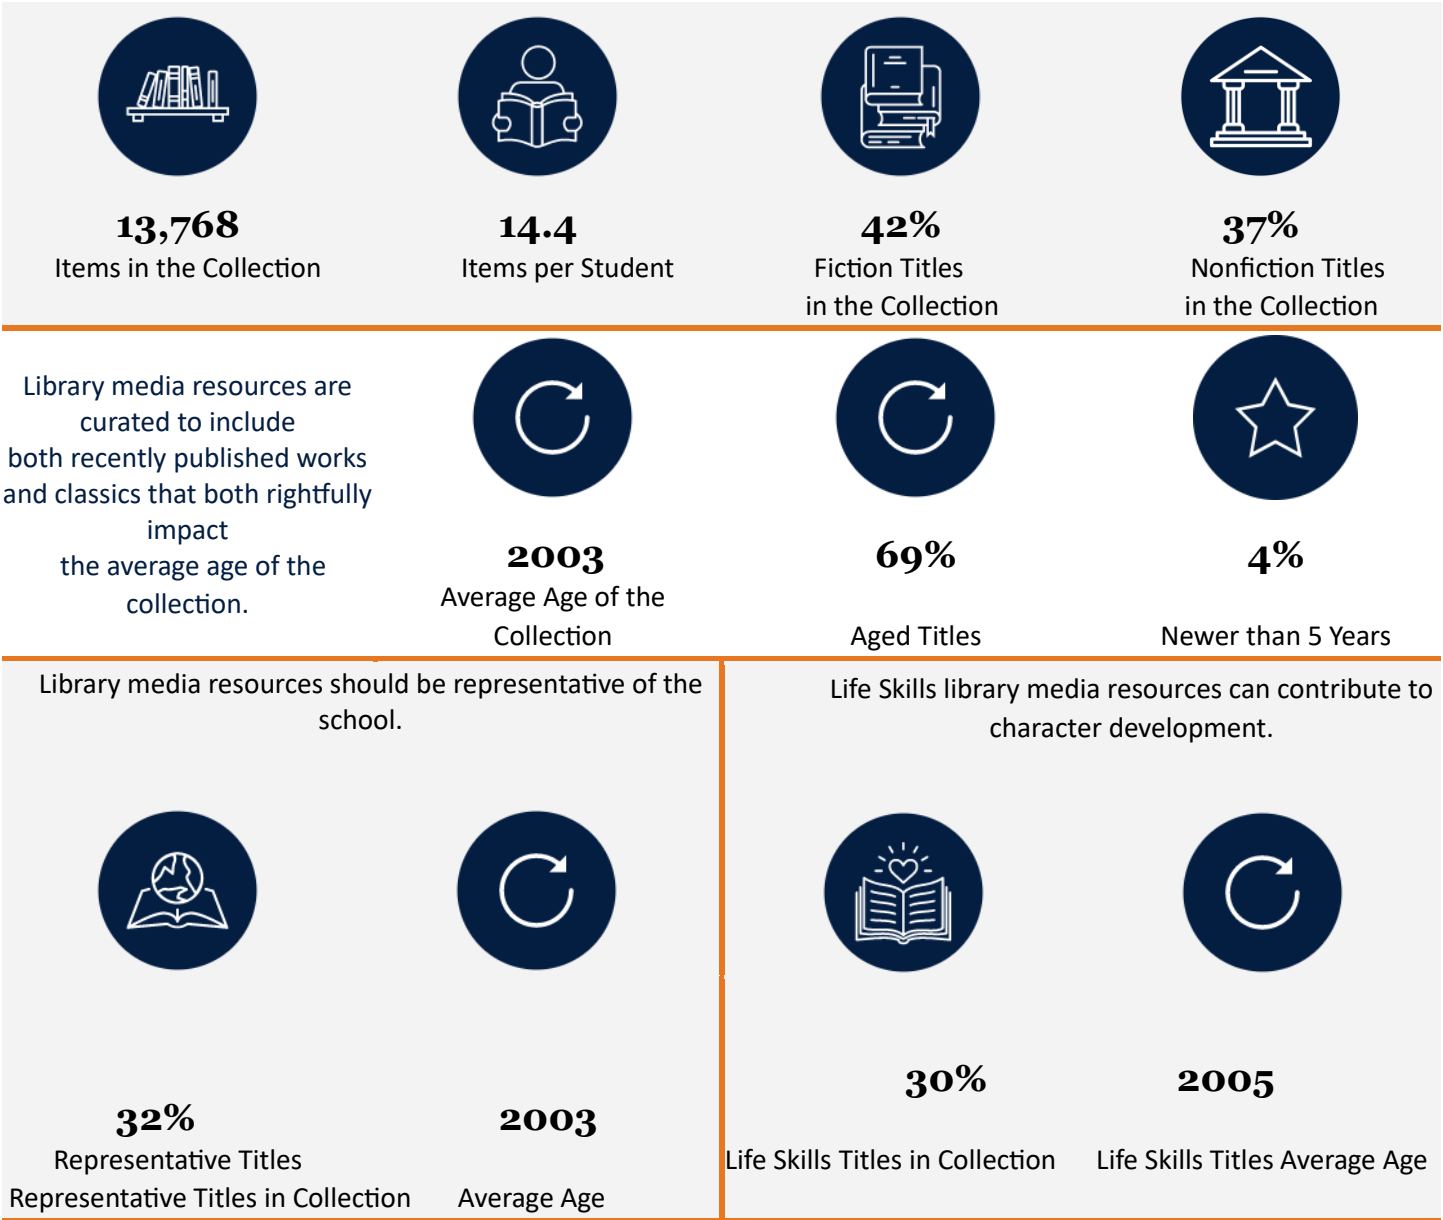 13,768
Items in the Collection
14.4
Items per Student
42%
Fiction Titles
in the Collection
37%
Nonfiction Titles
in the Collection
Library media resources are
curated to include
both recently published works
and classics that both rightfully
impact
the average age of the
collection.
2003
Average Age of the
Collection
69%
Aged Titles
4%
Newer than 5 Years
Library media resources should be representative of the
school.
32%
Representative Titles
Representative Titles in Collection
2003
Average Age
Life Skills library media resources can contribute to
character development.
30%
Life Skills Titles in Collection
2005
Life Skills Titles Average Age